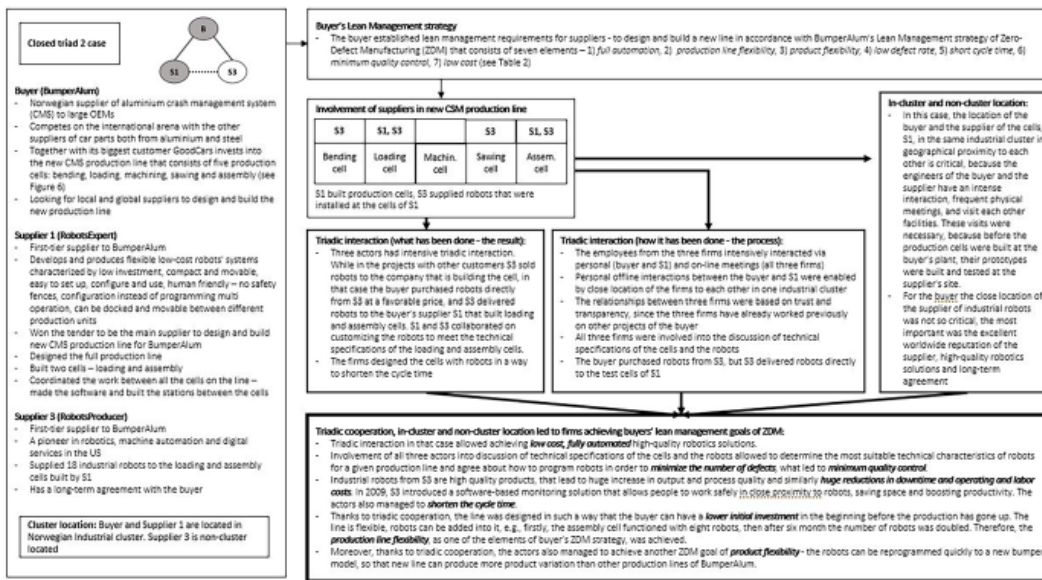 Closed triad 2 case
B
S1
S3
Buyer (BumperAlum)
- Norwegian supplier of aluminium crash management system
(CMS) to large OEMs
- Competes on the international arena with the other
suppliers of car parts both from aluminium and steel
- Together with its biggest customer GoodCars invests into
the new CMS production line that consists of five production
cells: bending, loading, machining, sawing and assembly (see
Figure 6)
- Looking for local and global suppliers to design and build the
new production line
Supplier 1 (RobotsExpert)
- First-tier supplier to BumperAlum
- Develops and produces flexible low-cost robots' systems
characterized by low investment, compact and movable,
easy to set up, configure and use, human friendly – no safety
fences, configuration instead of programming multi
operation, can be docked and movable between different
production units
- Won the tender to be the main supplier to design and build
new CMS production line for BumperAlum
- Designed the full production line
- Built two cells – loading and assembly
- Coordinated the work between all the cells on the line –
made the software and built the stations between the cells
Supplier 3 (RobotsProducer)
- First-tier supplier to BumperAlum
- A pioneer in robotics, machine automation and digital
services in the US
- Supplied 18 industrial robots to the loading and assembly
cells built by S1
- Has a long-term agreement with the buyer
Cluster location: Buyer and Supplier 1 are located in
Norwegian Industrial cluster. Supplier 3 is non-cluster
located
Buyer's Lean Management strategy
- The buyer established lean management requirements for suppliers - to design and build a new line in accordance with BumperAlum's Lean Management strategy of Zero-
Defect Manufacturing (ZDM) that consists of seven elements – 1) full automation, 2) production line flexibility, 3) product flexibility, 4) low defect rate, 5) short cycle time, 6)
minimum quality control, 7) low cost (see Table 2)
Involvement of suppliers in new CSM production line
S3 S1, S3 S3 S1, S3
Bending Loading Machin. Sawing Assem.
cell cell cell cell cell
S1 built production cells, S3 supplied robots that were
installed at the cells of S1
In-cluster and non-cluster location:
- In this case, the location of the
buyer and the supplier of the cells,
S1, in the same industrial cluster in
geographical proximity to each
other is critical, because the
engineers of the buyer and the
supplier have an intense
interaction, frequent physical
meetings, and visit each other
facilities. These visits were
necessary, because before the
production cells were built at the
buyer's plant, their prototypes
were built and tested at the
supplier's site.
- For the buyer the close location of
the supplier of industrial robots
was not so critical, the most
important was the excellent
worldwide reputation of the
supplier, high-quality robotics
solutions and long-term
agreement
Triadic interaction (what has been done - the result):
- Three actors had intensive triadic interaction.
While in the projects with other customers S3 sold
robots to the company that is building the cell, in
that case the buyer purchased robots directly
from S3 at a favorable price, and S3 delivered
robots to the buyer's supplier S1 that built loading
and assembly cells. S1 and S3 collaborated on
customizing the robots to meet the technical
specifications of the loading and assembly cells.
- The firms designed the cells with robots in a way
to shorten the cycle time
Triadic interaction (how it has been done - the process):
- The employees from the three firms intensively interacted via
personal (buyer and S1) and on-line meetings (all three firms)
- Personal offline interactions between the buyer and S1 were enabled
by close location of the firms to each other in one industrial cluster
- The relationships between three firms were based on trust and
transparency, since the three firms have already worked previously
on other projects of the buyer
- All three firms were involved into the discussion of technical
specifications of the cells and the robots
- The buyer purchased robots from S3, but S3 delivered robots directly
to the test cells of S1
Triadic cooperation, in-cluster and non-cluster location led to firms achieving buyers' lean management goals of ZDM:
- Triadic interaction in that case allowed achieving low cost, fully automated high-quality robotics solutions.
- Involvement of all three actors into discussion of technical specifications of the cells and the robots allowed to determine the most suitable technical characteristics of robots
for a given production line and agree about how to program robots in order to minimize the number of defects, what led to minimum quality control.
- Industrial robots from S3 are high quality products, that lead to huge increase in output and process quality and similarly huge reductions in downtime and operating and labor
costs. In 2009, S3 introduced a software-based monitoring solution that allows people to work safely in close proximity to robots, saving space and boosting productivity. The
actors also managed to shorten the cycle time.
- Thanks to triadic cooperation, the line was designed in such a way that the buyer can have a lower initial investment in the beginning before the production has gone up. The
line is flexible, robots can be added into it, e.g., firstly, the assembly cell functioned with eight robots, then after six month the number of robots was doubled. Therefore, the
production line flexibility, as one of the elements of buyer's ZDM strategy, was achieved.
- Moreover, thanks to triadic cooperation, the actors also managed to achieve another ZDM goal of product flexibility - the robots can be reprogrammed quickly to a new bumper
model, so that new line can produce more product variation than other production lines of BumperAlum.